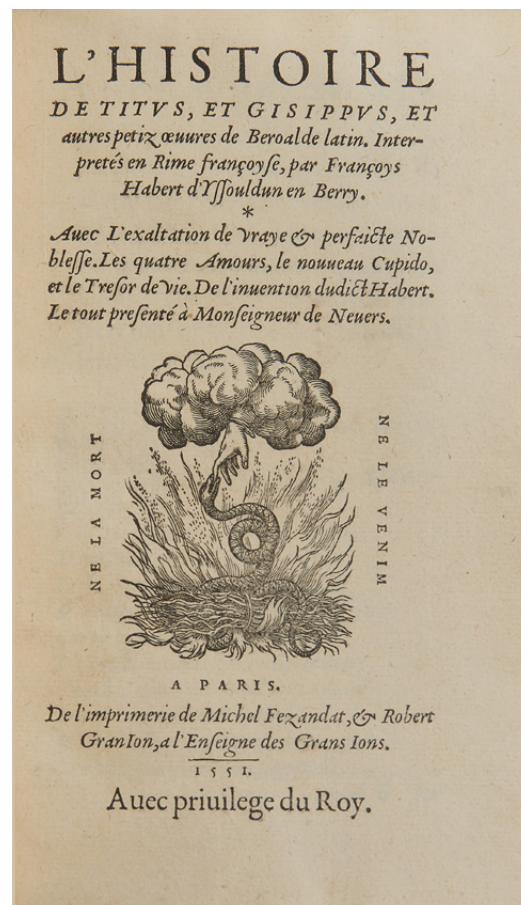 L'HISTOIRE
DE TITVS, ET GISIPPVS, ET
autres petiz œuures de Beroalde latin. Inter-
pretés en Rime françoyſe, par Françoys
Habert d'Yſſouldun en Berry.
*
Auec L'exaltation de vraye & perfaicte No-
bleſſe. Les quatre Amours, le nouueau Cupido,
et le Treſor de vie. De l'inuention dudict Habert.
Le tout preſenté à Monſeigneur de Neuers.
NE LA MORT
NE LE VENIM
A PARIS.
De l'imprimerie de Michel Fezandat, & Robert
GranIon, a l'Enſeigne des Grans Ions.
1551.
Auec priuilege du Roy.